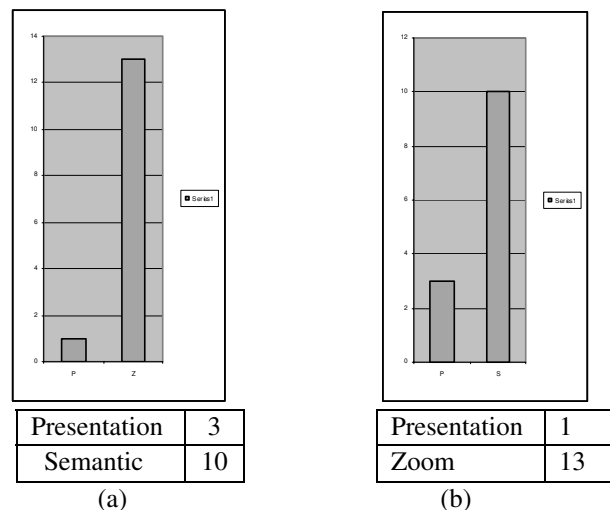 14
12
10
8
6
4
2
0
P Z
Series1
Presentation 3
Semantic 10
(a)
12
10
8
6
4
2
0
P S
Series1
Presentation 1
Zoom 13
(b)